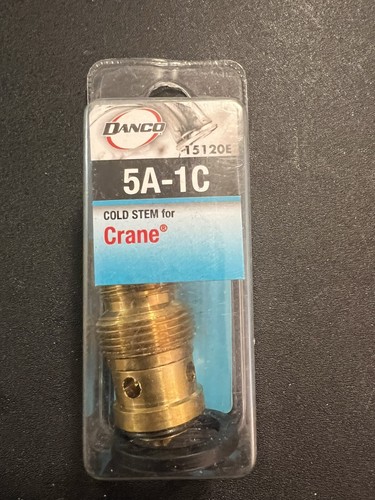 DANCO
15120E
5A-1C
COLD STEM for
Crane®